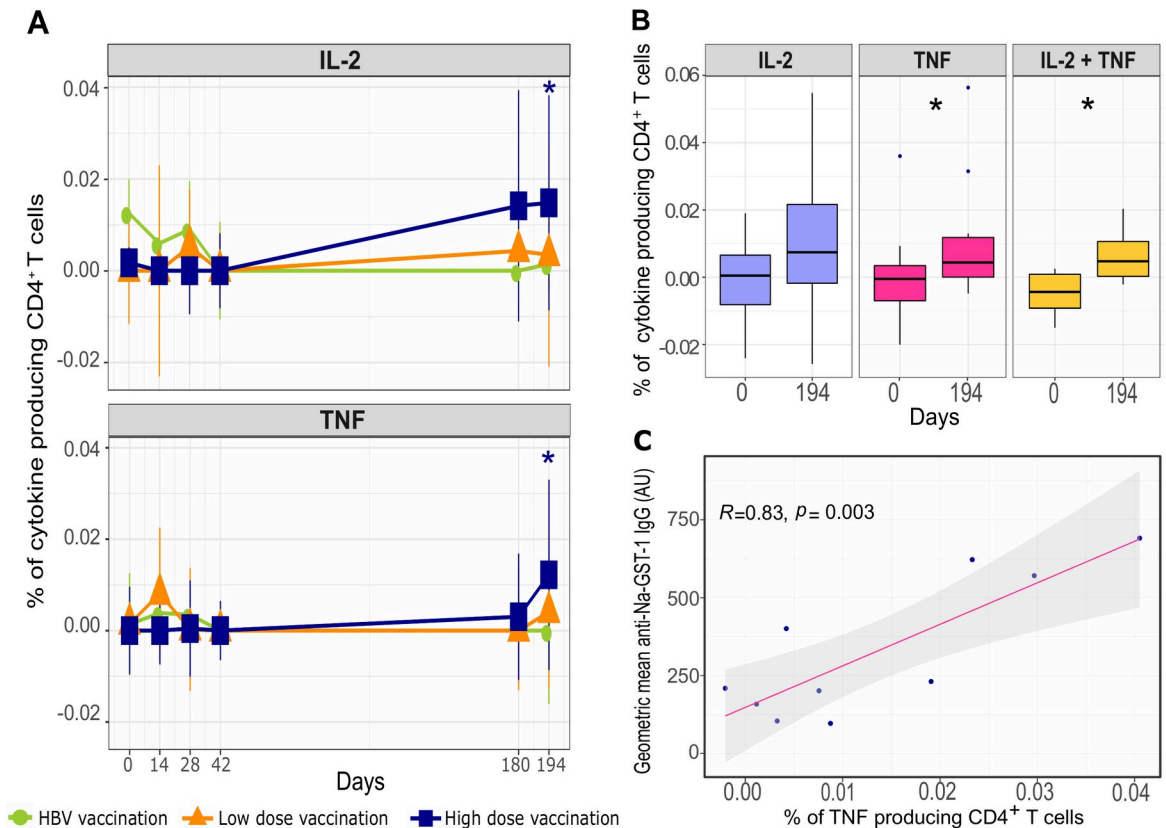 A
IL-2
*
0.04
0.02
0.00
-0.02
TNF
*
0.04
0.02
0.00
-0.02
% of cytokine producing CD4⁺ T cells
0 14 28 42 180 194
Days
HBV vaccination Low dose vaccination High dose vaccination
B
IL-2 TNF IL-2 + TNF
* *
0.06
0.04
0.02
0.00
-0.02
% of cytokine producing CD4⁺ T cells
0 194 0 194 0 194
Days
C
R=0.83, p= 0.003
750
500
250
0
Geometric mean anti-Na-GST-1 IgG (AU)
0.00 0.01 0.02 0.03 0.04
% of TNF producing CD4⁺ T cells